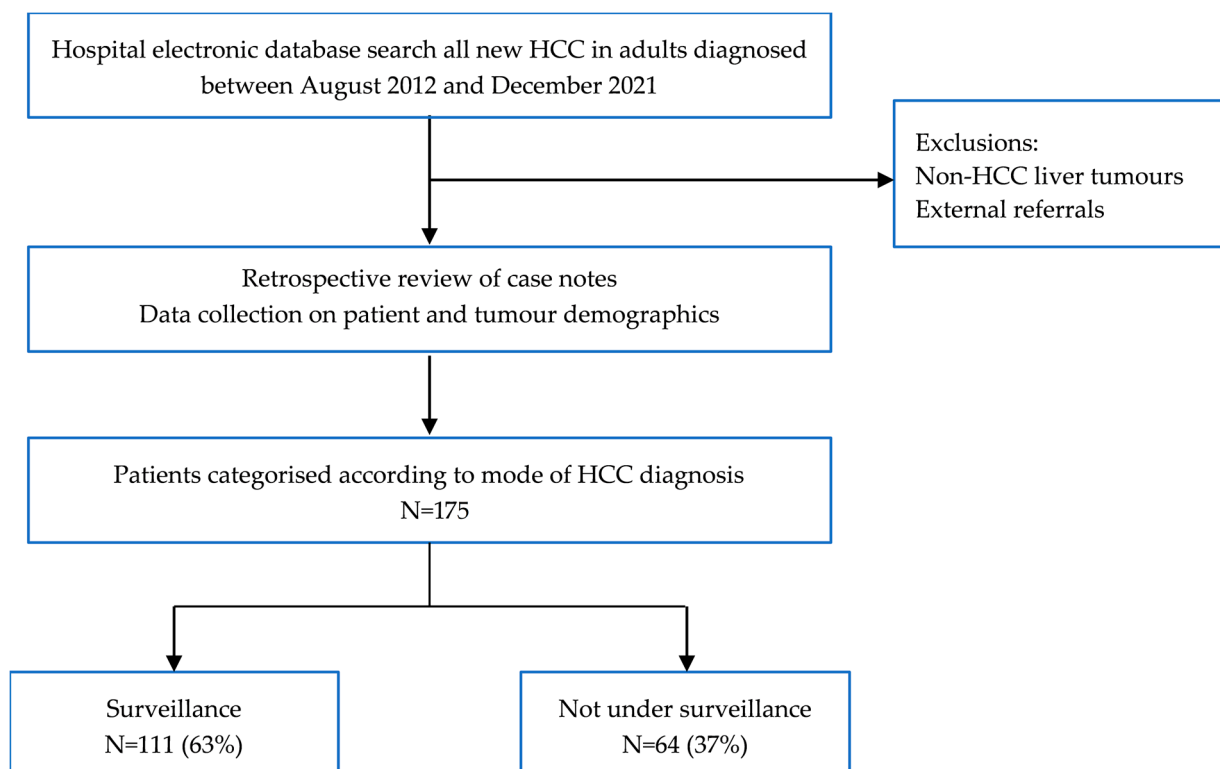 Hospital electronic database search all new HCC in adults diagnosed
between August 2012 and December 2021
Exclusions:
Non-HCC liver tumours
External referrals
Retrospective review of case notes
Data collection on patient and tumour demographics
Patients categorised according to mode of HCC diagnosis
N=175
Surveillance
N=111 (63%)
Not under surveillance
N=64 (37%)